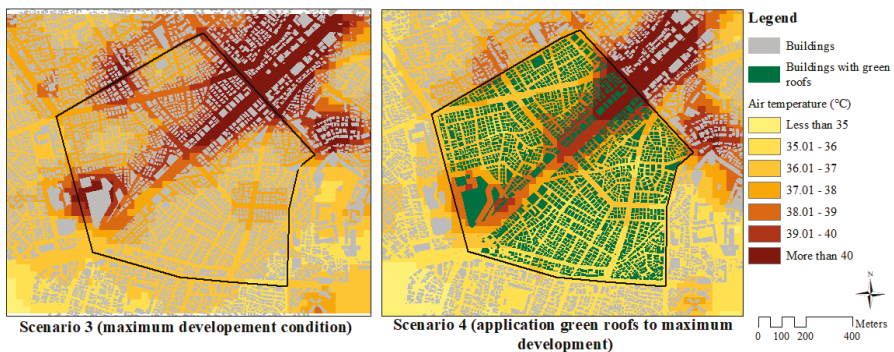 Legend
Buildings
Buildings with green
roofs
Air temperature (°C)
Less than 35
35.01 - 36
36.01 - 37
37.01 - 38
38.01 - 39
39.01 - 40
More than 40
N
Meters
0 100 200 400
Scenario 3 (maximum developement condition)
Scenario 4 (application green roofs to maximum
development)